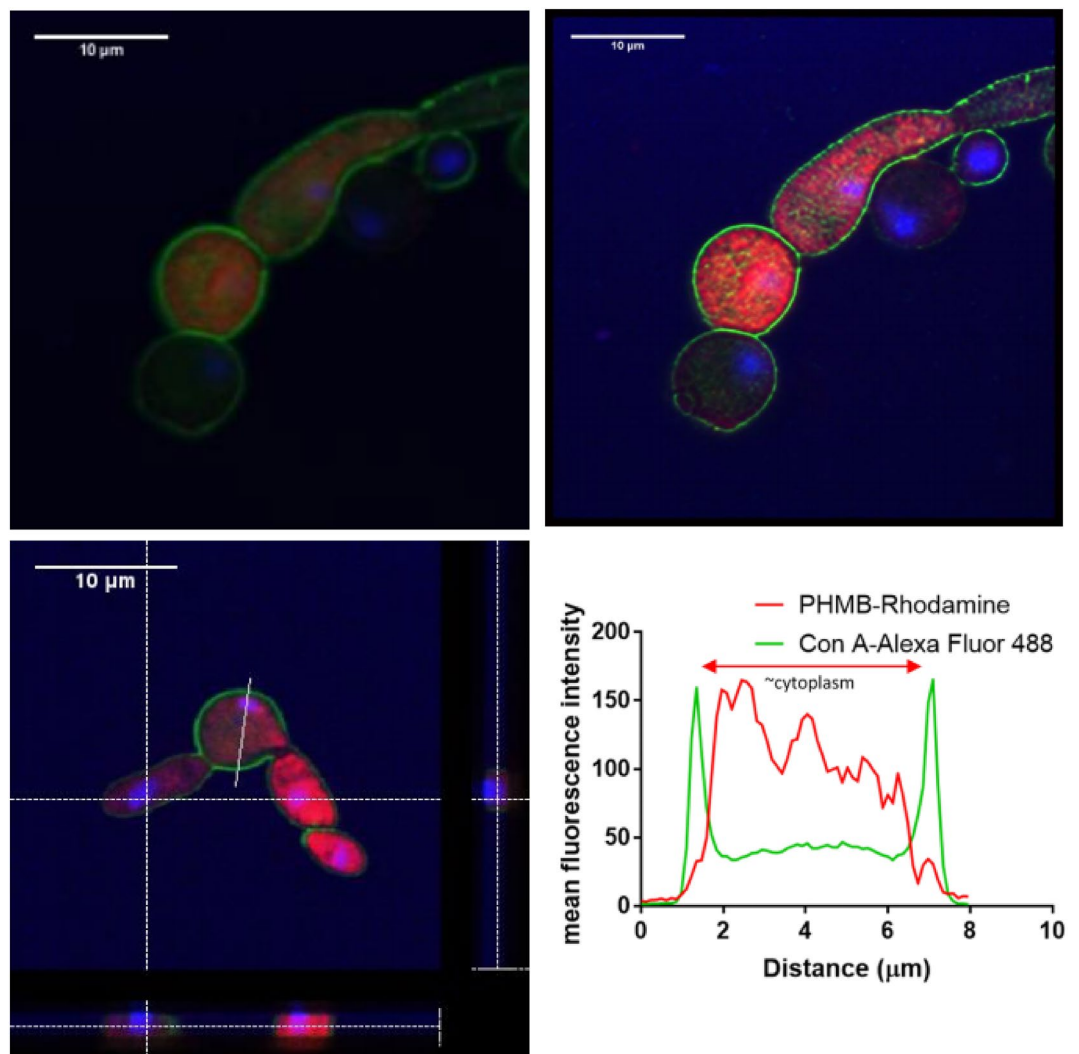 10 µm
10 µm
10 µm
PHMB-Rhodamine
Con A-Alexa Fluor 488
~cytoplasm
mean fluorescence intensity
200
150
100
50
0
0 2 4 6 8 10
Distance (µm)